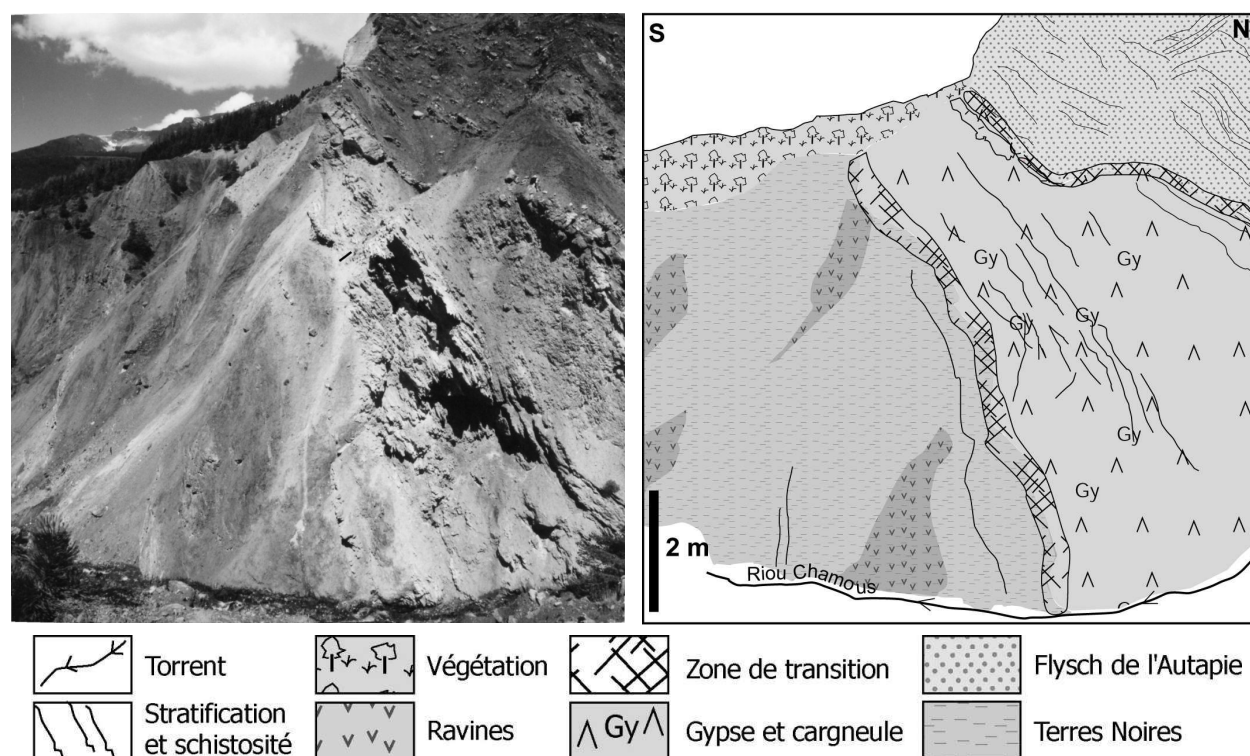 S N
Gy Gy
Gy Gy
Gy
Gy
2 m
Riou Chamous
Torrent
Végétation
Zone de transition
Flysch de l'Autapie
Stratification
et schistosité
Ravines
Gy
Gypse et cargneule
Terres Noires